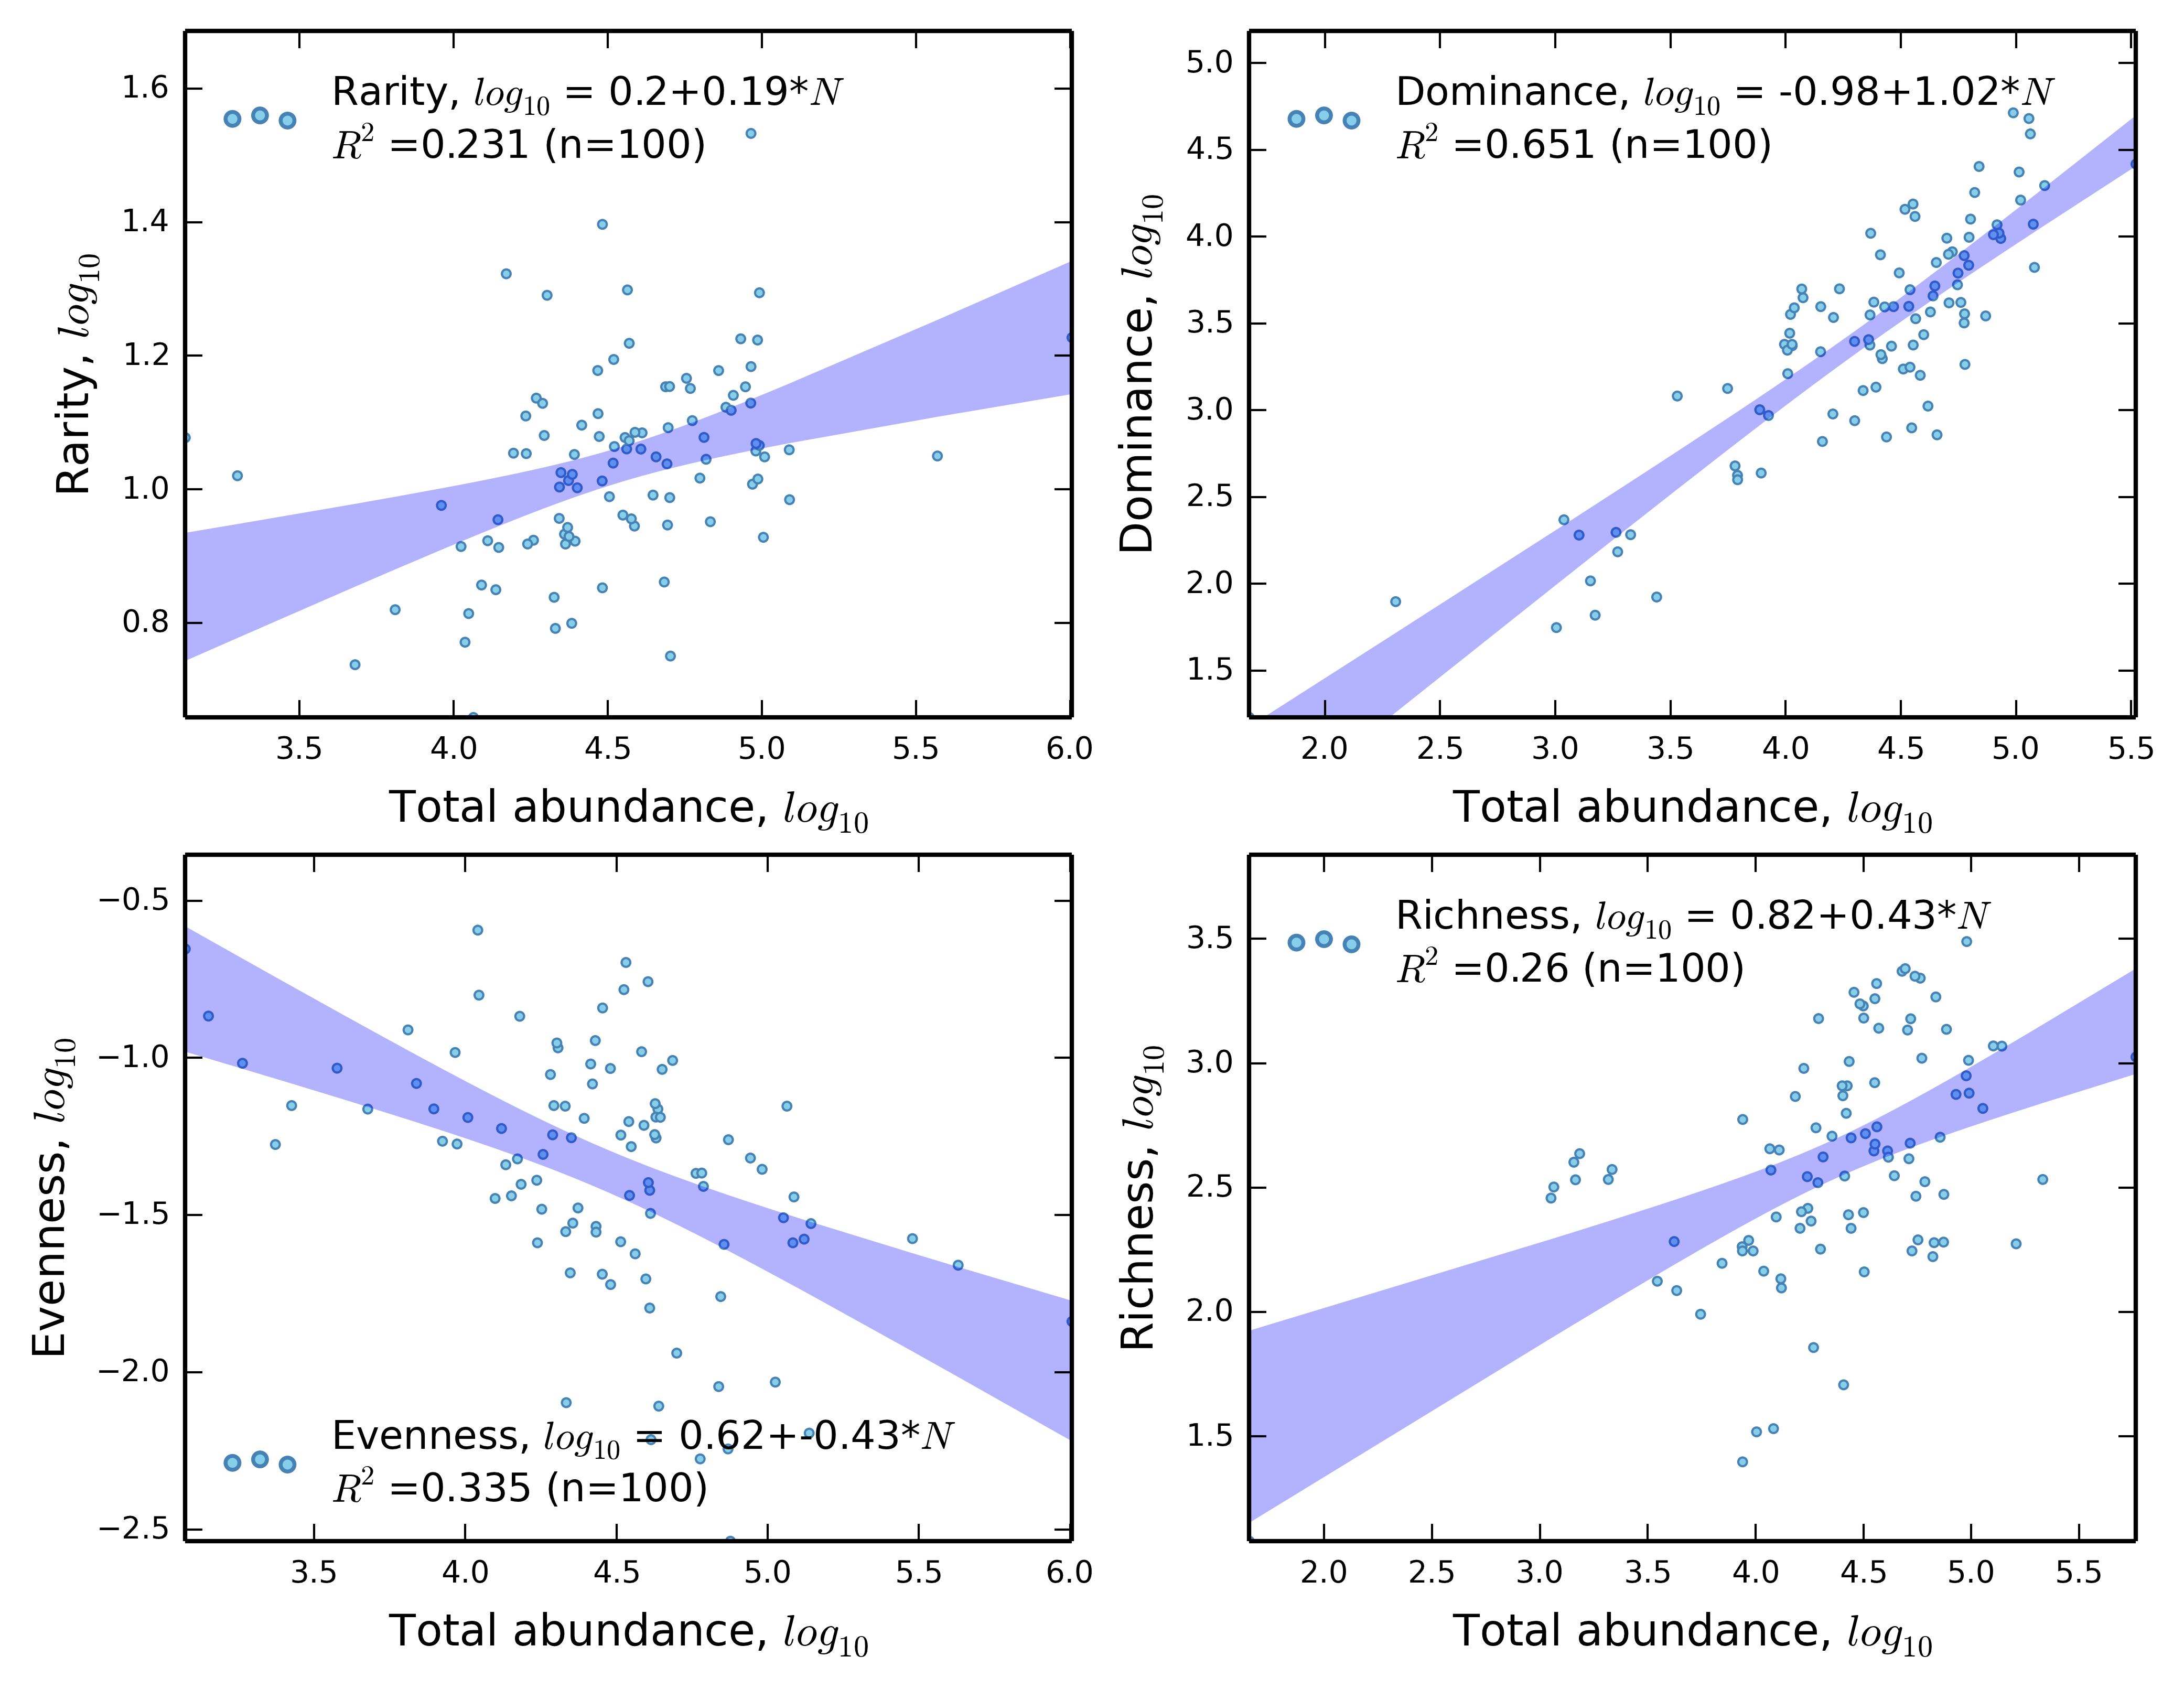 Rarity, log10 = 0.2+0.19*N
R2 =0.231 (n=100)
1.6
1.4
1.2
1.0
0.8
Rarity, log10
3.5 4.0 4.5 5.0 5.5 6.0
Total abundance, log10
Dominance, log10 = -0.98+1.02*N
R2 =0.651 (n=100)
5.0
4.5
4.0
3.5
3.0
2.5
2.0
1.5
Dominance, log10
2.0 2.5 3.0 3.5 4.0 4.5 5.0 5.5
Total abundance, log10
−0.5
−1.0
−1.5
−2.0
−2.5
Evenness, log10
Evenness, log10 = 0.62+-0.43*N
R2 =0.335 (n=100)
3.5 4.0 4.5 5.0 5.5 6.0
Total abundance, log10
Richness, log10 = 0.82+0.43*N
R2 =0.26 (n=100)
3.5
3.0
2.5
2.0
1.5
Richness, log10
2.0 2.5 3.0 3.5 4.0 4.5 5.0 5.5
Total abundance, log10